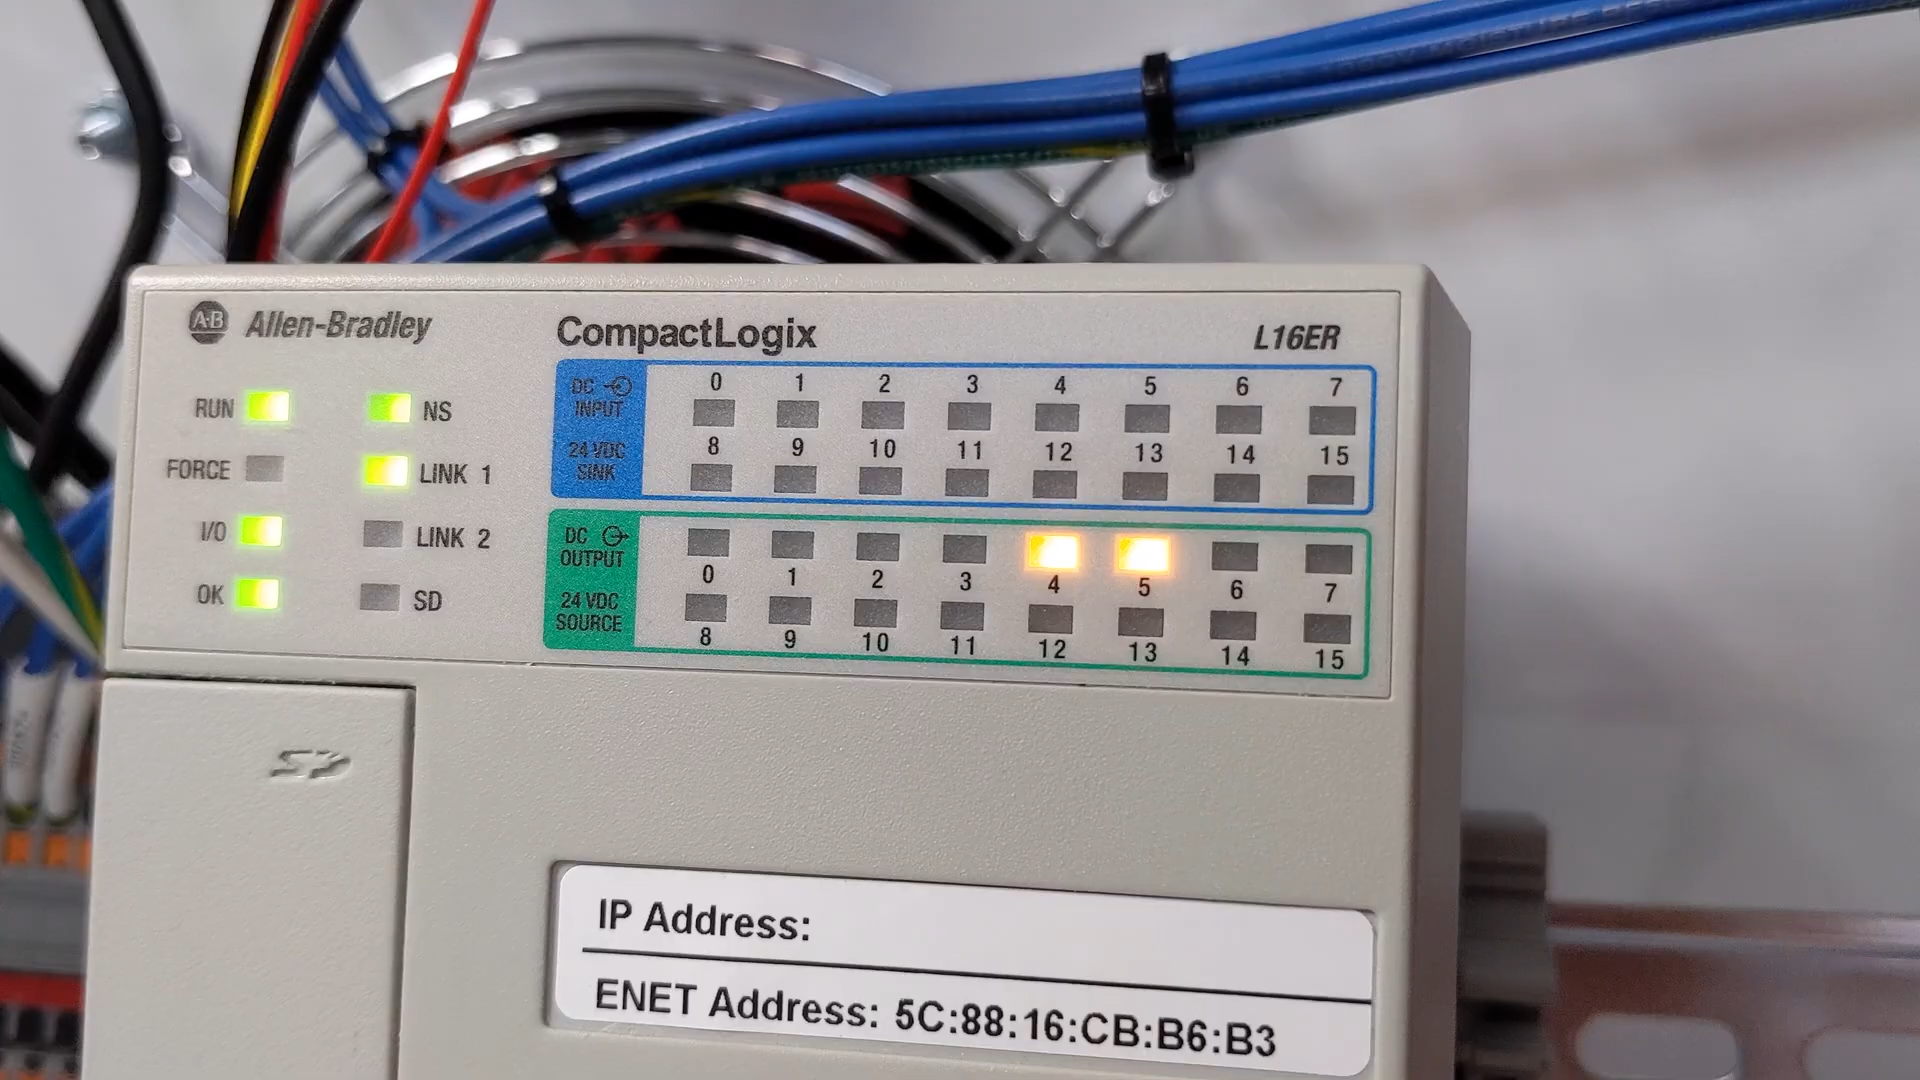 A-B Allen-Bradley CompactLogix L16ER
RUN NS
FORCE LINK 1
I/O LINK 2
OK SD
DC INPUT
24 VDC SINK
0 1 2 3 4 5 6 7
8 9 10 11 12 13 14 15
DC OUTPUT
24 VDC SOURCE
0 1 2 3 4 5 6 7
8 9 10 11 12 13 14 15
SD
IP Address:
ENET Address: 5C:88:16:CB:B6:B3